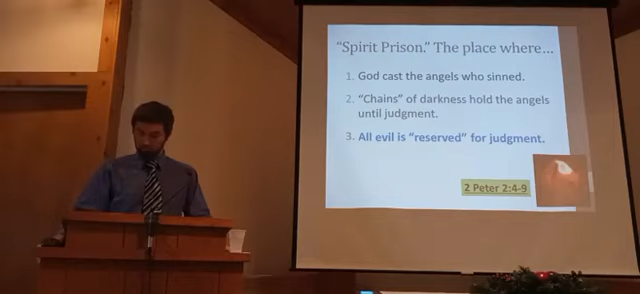 "Spirit Prison." The place where...
1. God cast the angels who sinned.
2. "Chains" of darkness hold the angels
until judgment.
3. All evil is "reserved" for judgment.
2 Peter 2:4-9